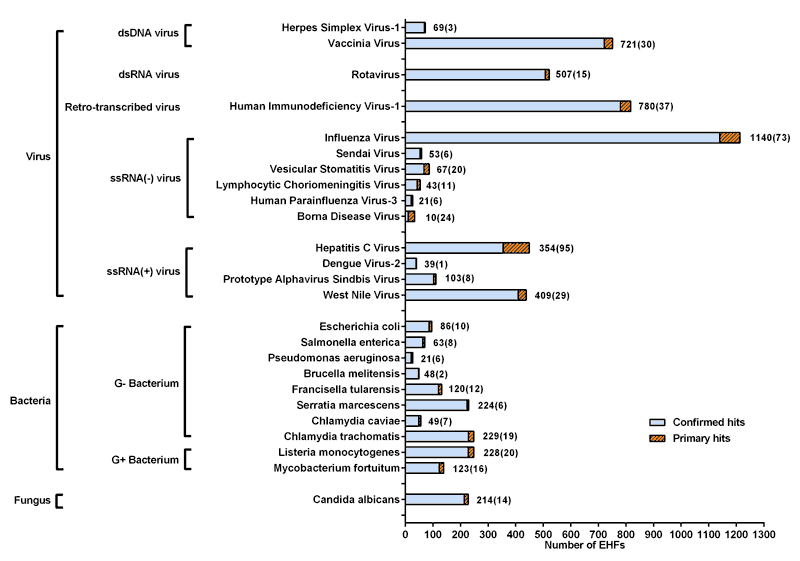 dsDNA virus
Herpes Simplex Virus-1 69(3)
Vaccinia Virus 721(30)
dsRNA virus Rotavirus 507(15)
Retro-transcribed virus Human Immunodeficiency Virus-1 780(37)
Virus
ssRNA(-) virus
Influenza Virus 1140(73)
Sendai Virus 53(6)
Vesicular Stomatitis Virus 67(20)
Lymphocytic Choriomeningitis Virus 43(11)
Human Parainfluenza Virus-3 21(6)
Borna Disease Virus 10(24)
ssRNA(+) virus
Hepatitis C Virus 354(95)
Dengue Virus-2 39(1)
Prototype Alphavirus Sindbis Virus 103(8)
West Nile Virus 409(29)
Bacteria
G- Bacterium
Escherichia coli 86(10)
Salmonella enterica 63(8)
Pseudomonas aeruginosa 21(6)
Brucella melitensis 48(2)
Francisella tularensis 120(12)
Serratia marcescens 224(6)
Chlamydia caviae 49(7)
Chlamydia trachomatis 229(19)
G+ Bacterium
Listeria monocytogenes 228(20)
Mycobacterium fortuitum 123(16)
Fungus Candida albicans 214(14)
Confirmed hits
Primary hits
0 100 200 300 400 500 600 700 800 900 1000 1100 1200 1300
Number of EHFs